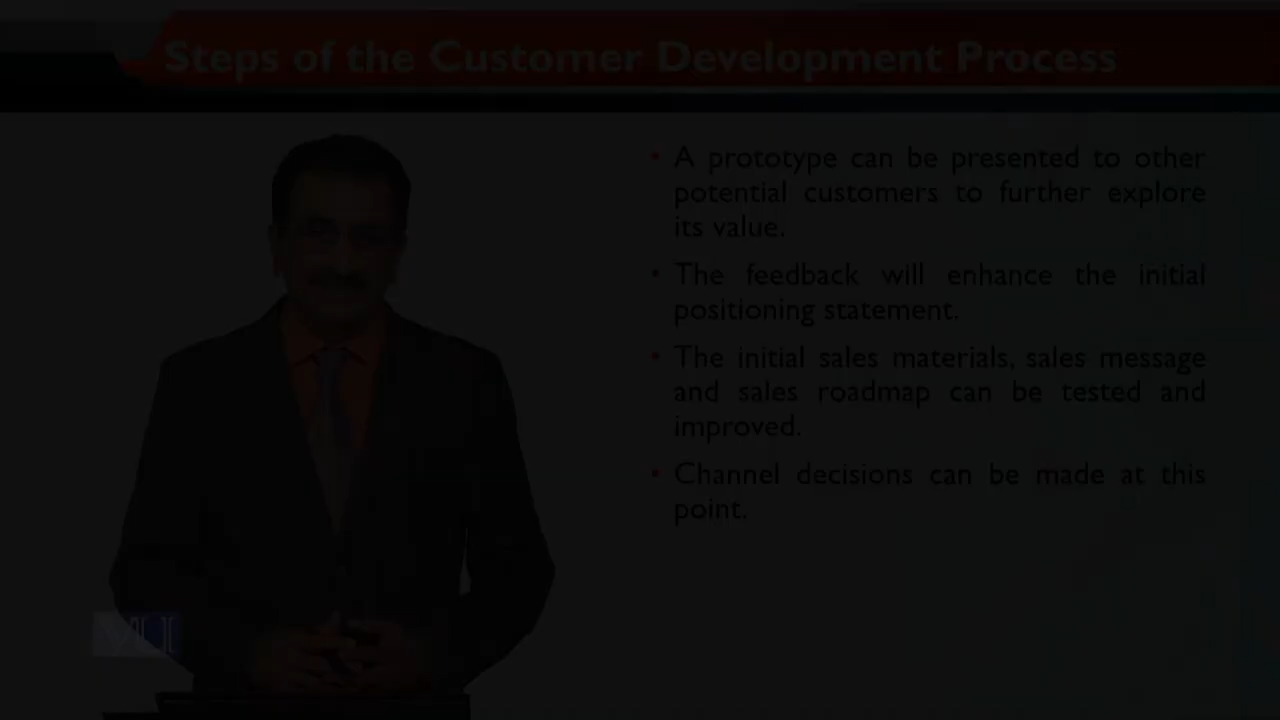 Steps of the Customer Development Process
• A prototype can be presented to other
potential customers to further explore
its value.
• The feedback will enhance the initial
positioning statement.
• The initial sales materials, sales message
and sales roadmap can be tested and
improved.
• Channel decisions can be made at this
point.